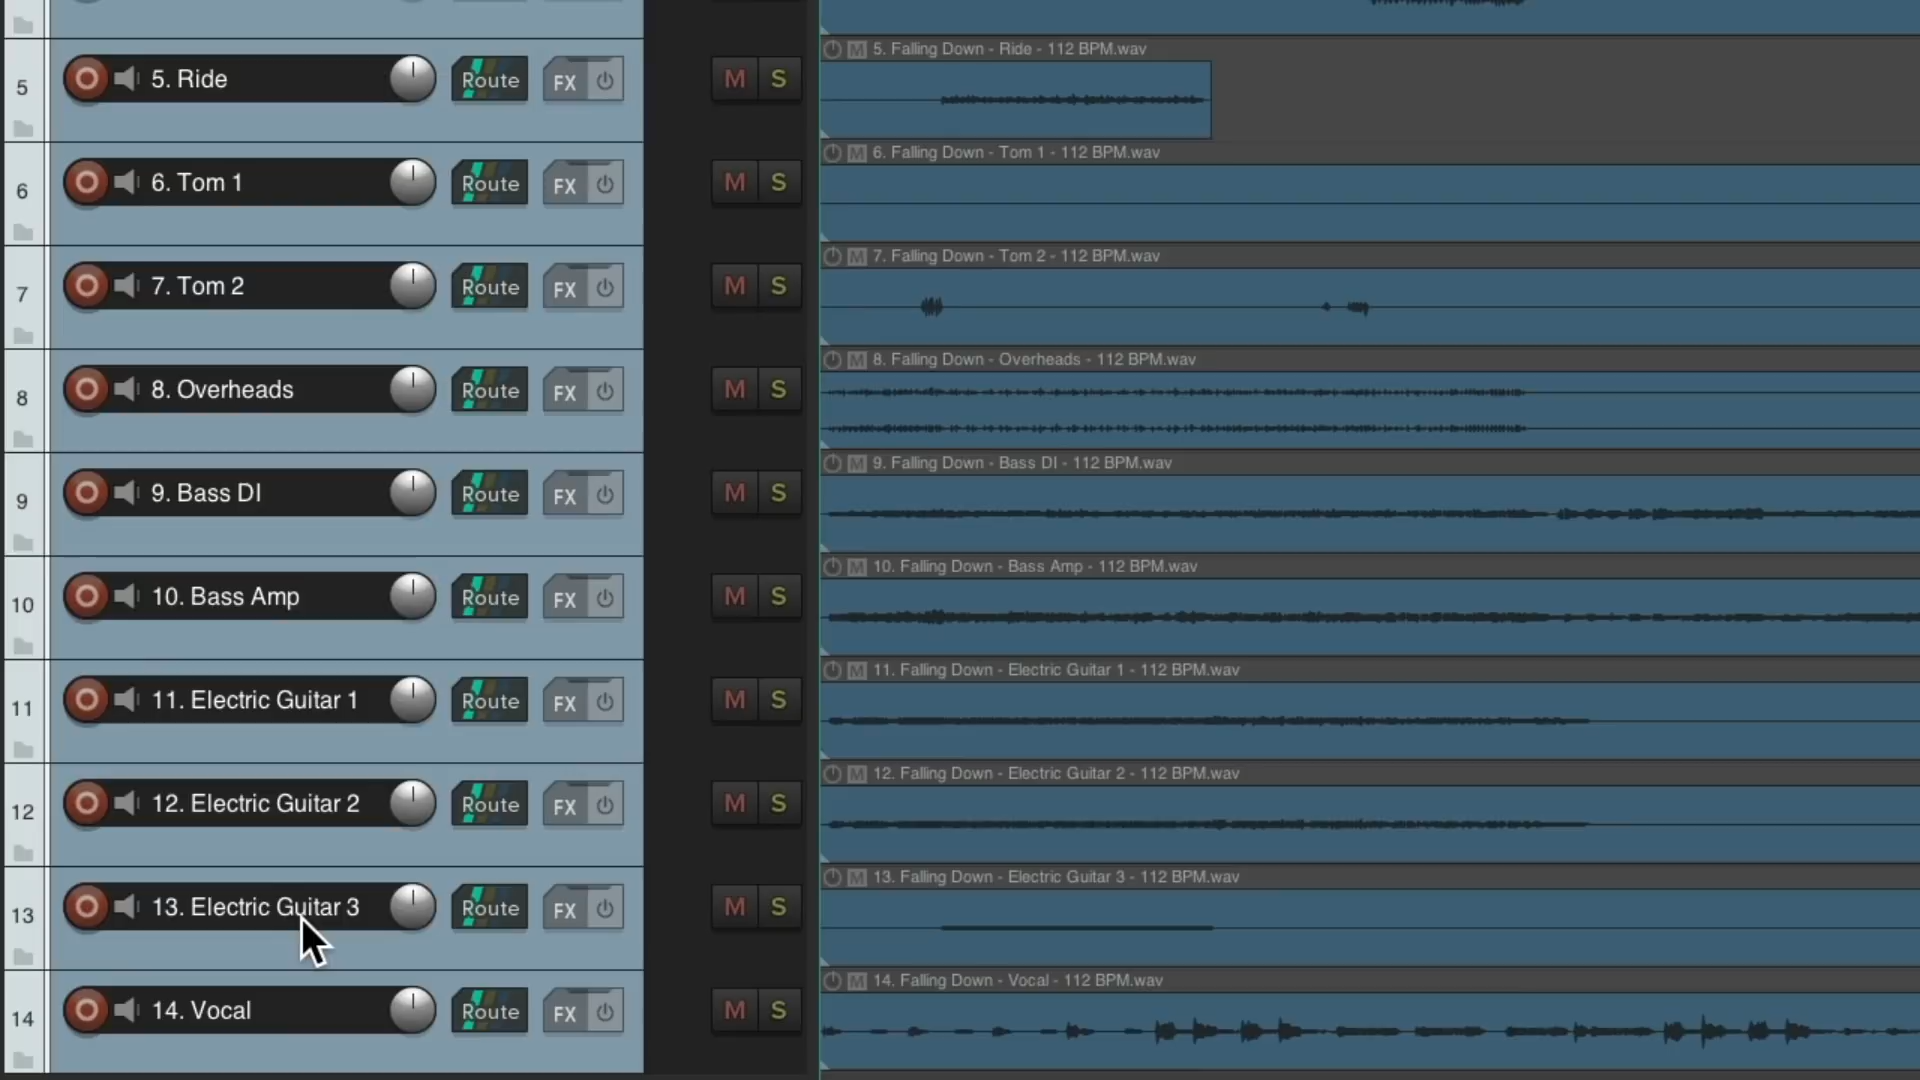 5 5. Ride Route FX M S M 5. Falling Down - Ride - 112 BPM.wav
6 6. Tom 1 Route FX M S M 6. Falling Down - Tom 1 - 112 BPM.wav
7 7. Tom 2 Route FX M S M 7. Falling Down - Tom 2 - 112 BPM.wav
8 8. Overheads Route FX M S M 8. Falling Down - Overheads - 112 BPM.wav
9 9. Bass DI Route FX M S M 9. Falling Down - Bass DI - 112 BPM.wav
10 10. Bass Amp Route FX M S M 10. Falling Down - Bass Amp - 112 BPM.wav
11 11. Electric Guitar 1 Route FX M S M 11. Falling Down - Electric Guitar 1 - 112 BPM.wav
12 12. Electric Guitar 2 Route FX M S M 12. Falling Down - Electric Guitar 2 - 112 BPM.wav
13 13. Electric Guitar 3 Route FX M S M 13. Falling Down - Electric Guitar 3 - 112 BPM.wav
14 14. Vocal Route FX M S M 14. Falling Down - Vocal - 112 BPM.wav